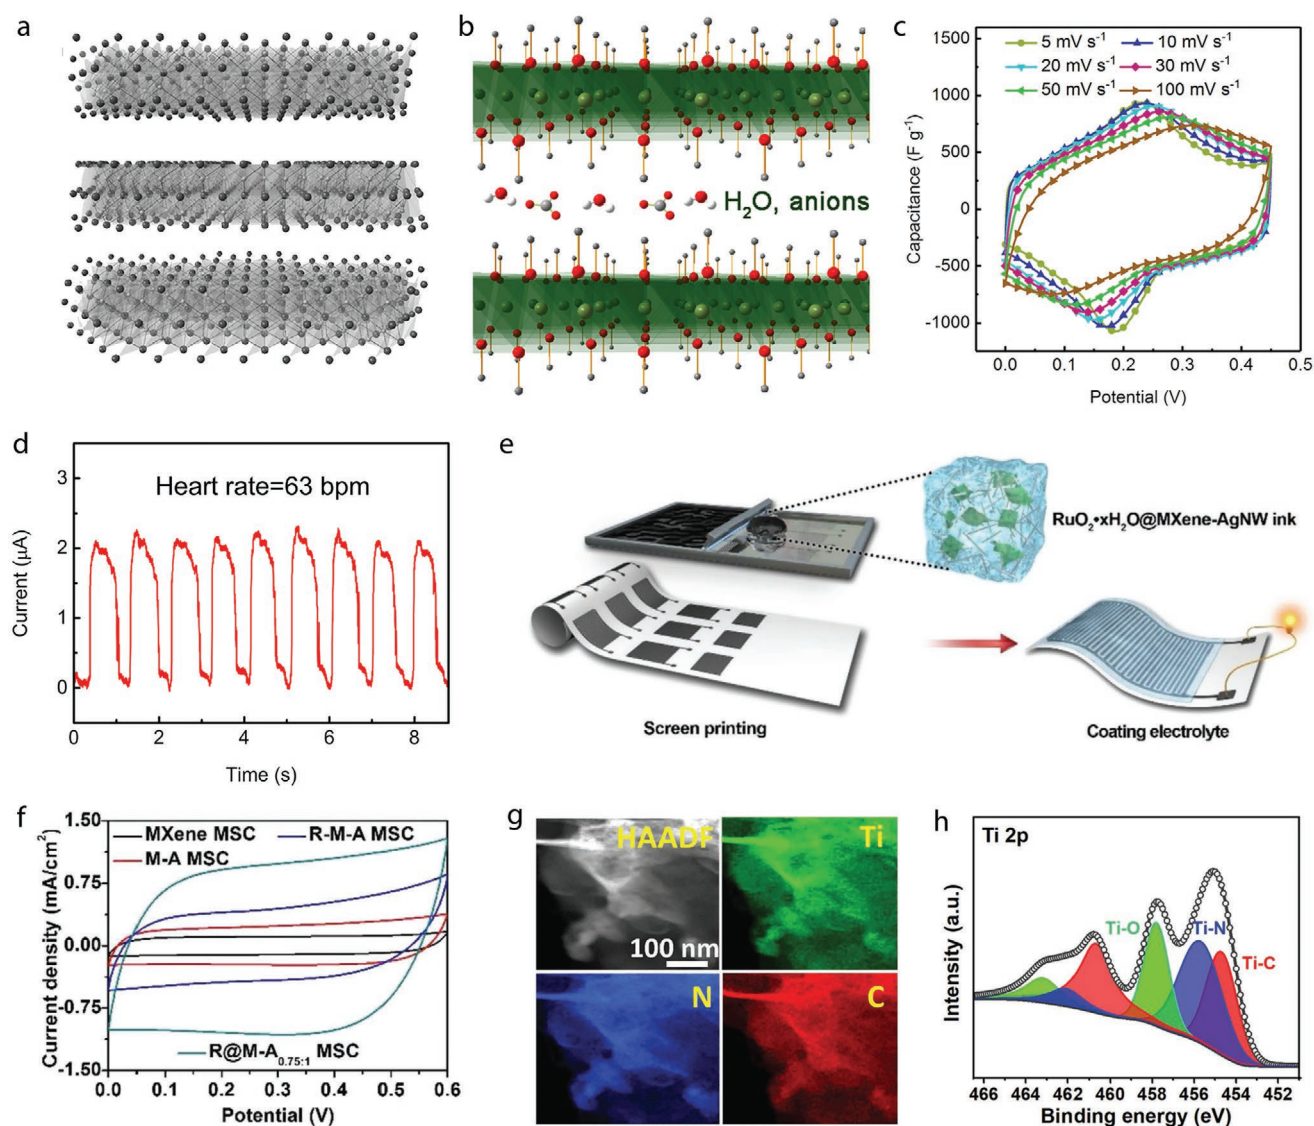 a
b
H₂O, anions
c
5 mV s⁻¹ 10 mV s⁻¹
20 mV s⁻¹ 30 mV s⁻¹
50 mV s⁻¹ 100 mV s⁻¹
Capacitance (F g⁻¹)
1500
1000
500
0
-500
-1000
0.0 0.1 0.2 0.3 0.4 0.5
Potential (V)
d
Heart rate=63 bpm
Current (μA)
3
2
1
0
0 2 4 6 8
Time (s)
e
RuO₂•xH₂O@MXene-AgNW ink
Screen printing
Coating electrolyte
f
MXene MSC R-M-A MSC
M-A MSC
R@M-A₀.₇₅:₁ MSC
Current density (mA/cm²)
1.50
0.75
0.00
-0.75
-1.50
0.0 0.1 0.2 0.3 0.4 0.5 0.6
Potential (V)
g
HAADF
100 nm
Ti
N
C
h
Ti 2p
Ti-O
Ti-N
Ti-C
Intensity (a.u.)
466 464 462 460 458 456 454 452
Binding energy (eV)